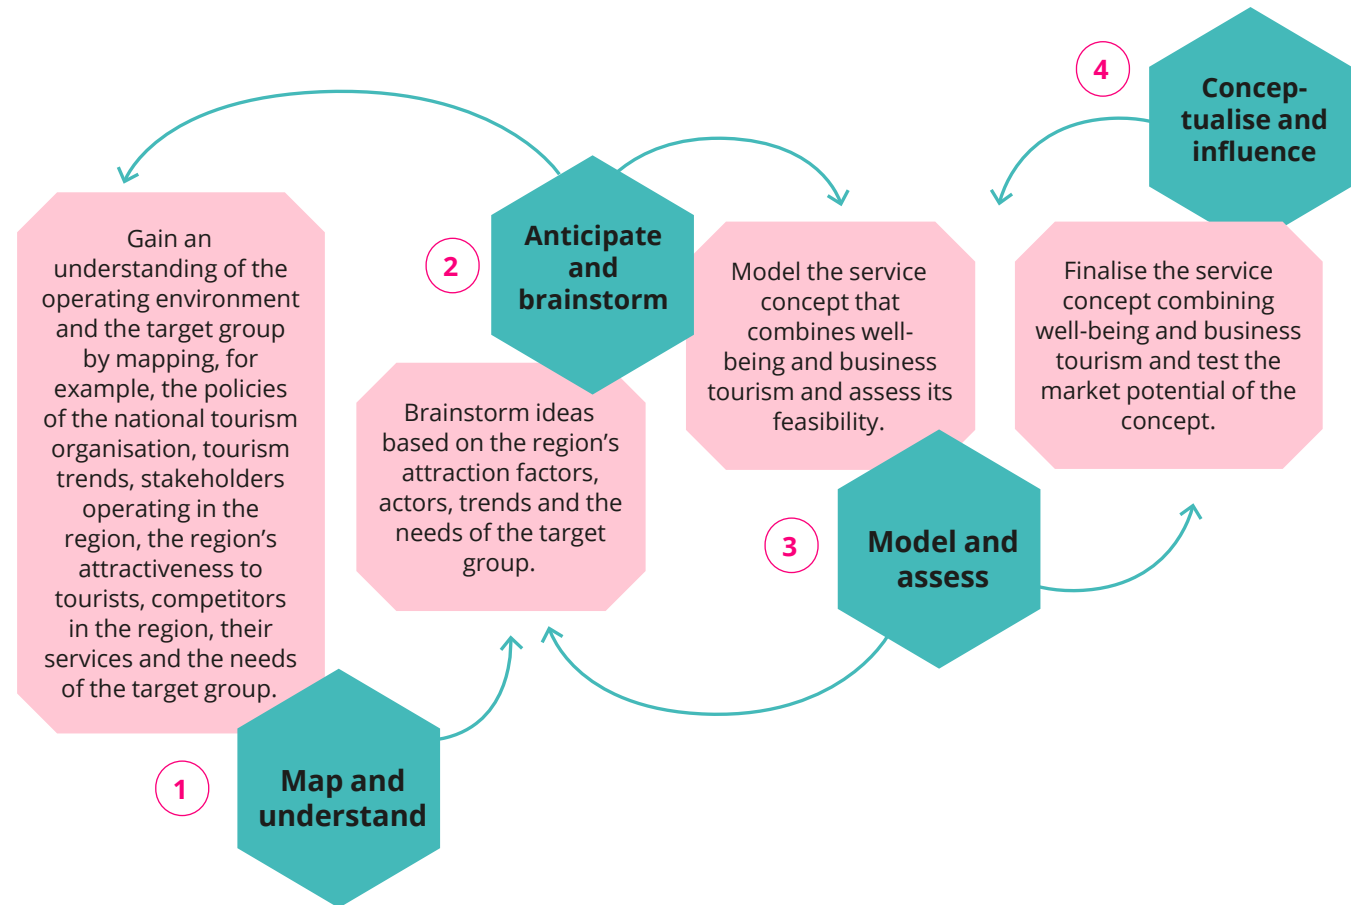 1
Map and
understand
Gain an
understanding of the
operating environment
and the target group
by mapping, for
example, the policies
of the national tourism
organisation, tourism
trends, stakeholders
operating in the
region, the region’s
attractiveness to
tourists, competitors
in the region, their
services and the needs
of the target group.
2
Anticipate
and
brainstorm
Brainstorm ideas
based on the region’s
attraction factors,
actors, trends and the
needs of the target
group.
3
Model and
assess
Model the service
concept that
combines well-
being and business
tourism and assess its
feasibility.
4
Concep-
tualise and
influence
Finalise the service
concept combining
well-being and business
tourism and test the
market potential of the
concept.